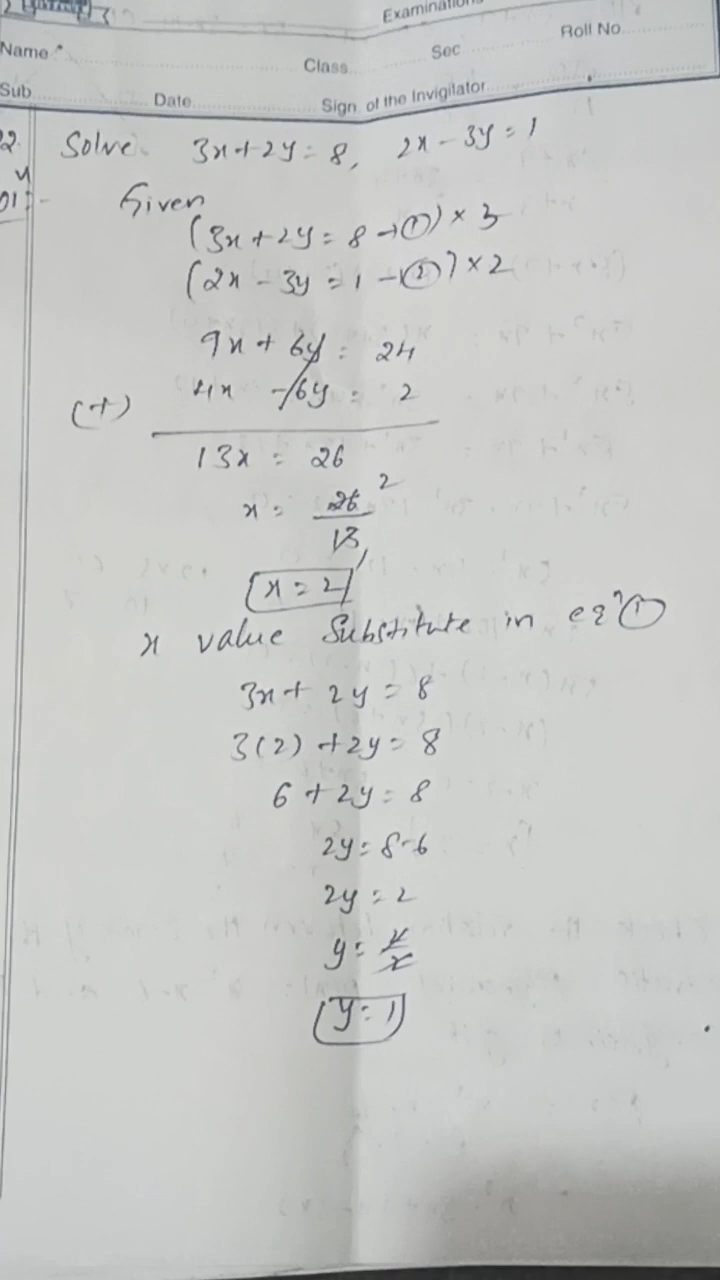 Examination
Name
Class
Sec
Roll No.
Sub
Date
Sign. of the Invigilator
2. Solve 3x+2y=8, 2x-3y=1
Given
(3x+2y=8→①)×3
(2x-3y=1-②)×2
9x+6y=24
(+) 4x-6y=2
13x=26
x=26/13 2 1
x=2
x value Substitute in eqⁿ①
3x+2y=8
3(2)+2y=8
6+2y=8
2y=8-6
2y=2
y=2/2
y=1